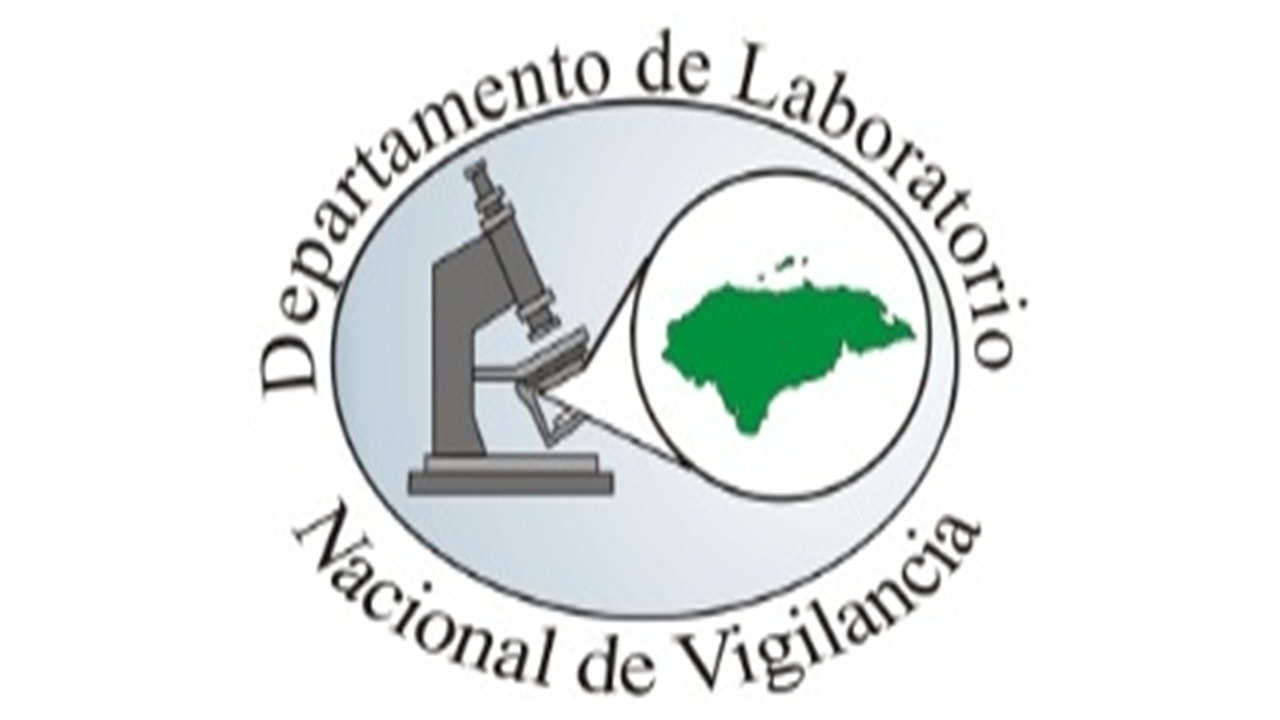 Departamento de Laboratorio
Nacional de Vigilancia